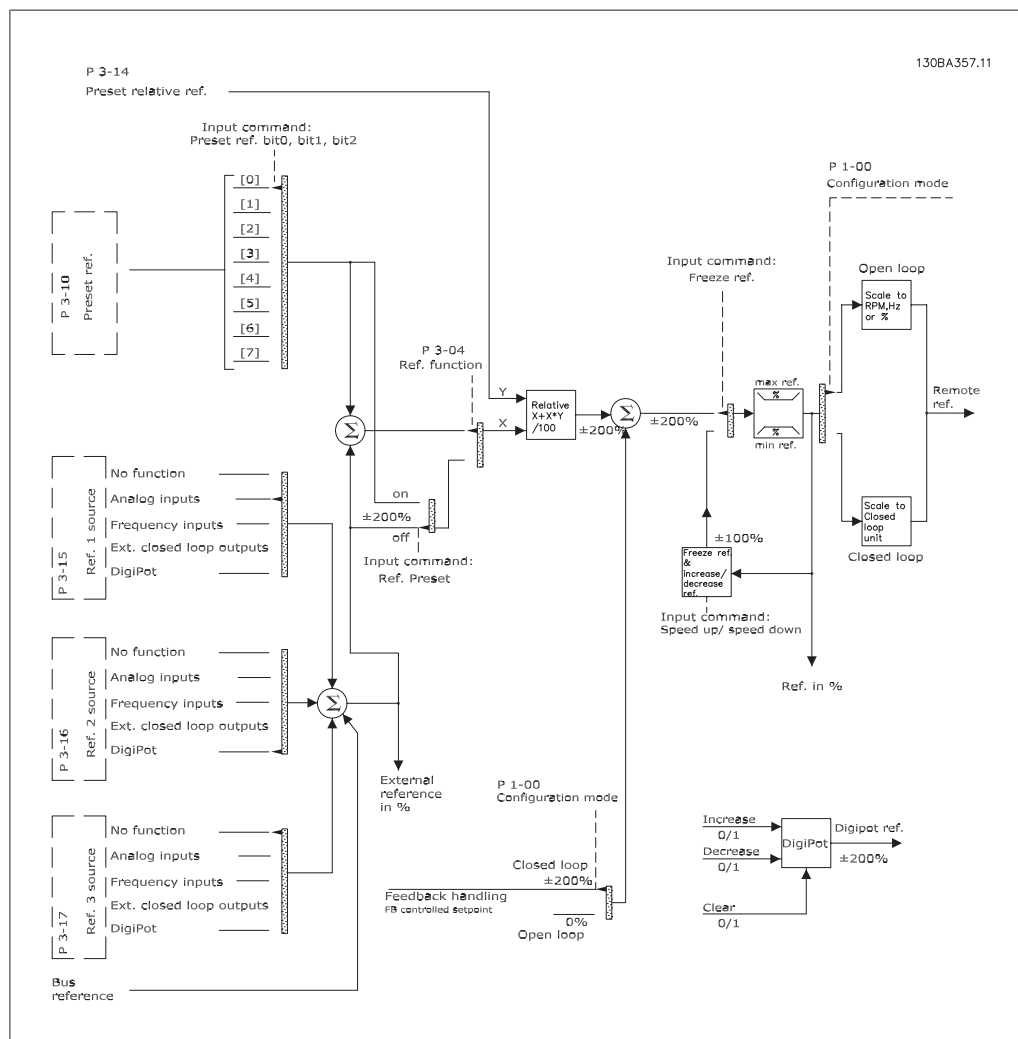 130BA357.11
P 3-14
Preset relative ref.
Input command:
Preset ref. bit0, bit1, bit2
P 1-00
Configuration mode
P 3-10
Preset ref.
[0]
[1]
[2]
[3]
[4]
[5]
[6]
[7]
Input command:
Freeze ref.
Open loop
Scale to
RPM,Hz
or %
P 3-04
Ref. function
Y
X
Relative
X+X*Y
/100
±200%
Σ
±200%
max ref.
%
%
min ref.
Remote
ref.
Σ
on
±200%
off
Input command:
Ref. Preset
±100%
Freeze ref.
&
increase/
decrease
ref.
Input command:
Speed up/ speed down
Scale to
Closed
loop
unit
Closed loop
Ref. in %
P 3-15
Ref. 1 source
No function
Analog inputs
Frequency inputs
Ext. closed loop outputs
DigiPot
P 3-16
Ref. 2 source
No function
Analog inputs
Frequency inputs
Ext. closed loop outputs
DigiPot
Σ
External
reference
in %
P 3-17
Ref. 3 source
No function
Analog inputs
Frequency inputs
Ext. closed loop outputs
DigiPot
Bus
reference
P 1-00
Configuration mode
Closed loop
±200%
Feedback handling
FB controlled setpoint
0%
Open loop
Increase
0/1
Decrease
0/1
Clear
0/1
DigiPot
Digipot ref.
±200%